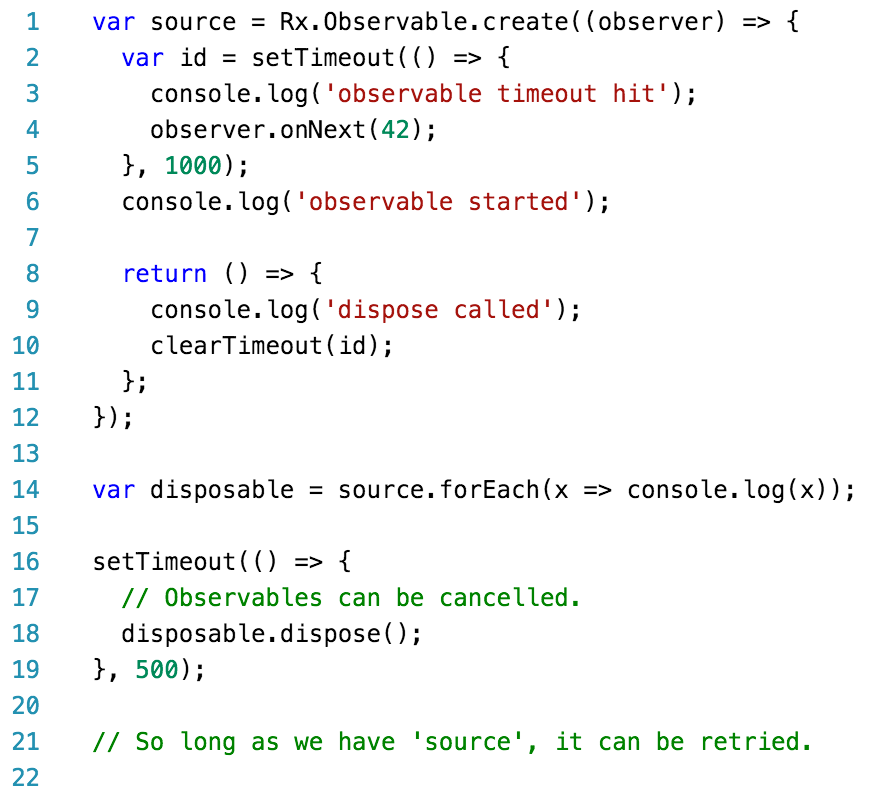 1 var source = Rx.Observable.create((observer) => {
2   var id = setTimeout(() => {
3     console.log('observable timeout hit');
4     observer.onNext(42);
5   }, 1000);
6   console.log('observable started');
7
8   return () => {
9     console.log('dispose called');
10     clearTimeout(id);
11   };
12 });
13
14 var disposable = source.forEach(x => console.log(x));
15
16 setTimeout(() => {
17   // Observables can be cancelled.
18   disposable.dispose();
19 }, 500);
20
21 // So long as we have 'source', it can be retried.
22